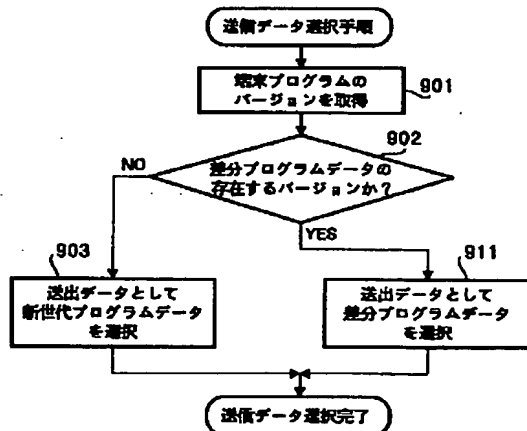 送信データ選択手順
端末プログラムの
バージョンを取得
901
902
差分プログラムデータの
存在するバージョンか？
NO
YES
903
送出データとして
新世代プログラムデータ
を選択
911
送出データとして
差分プログラムデータ
を選択
送信データ選択完了